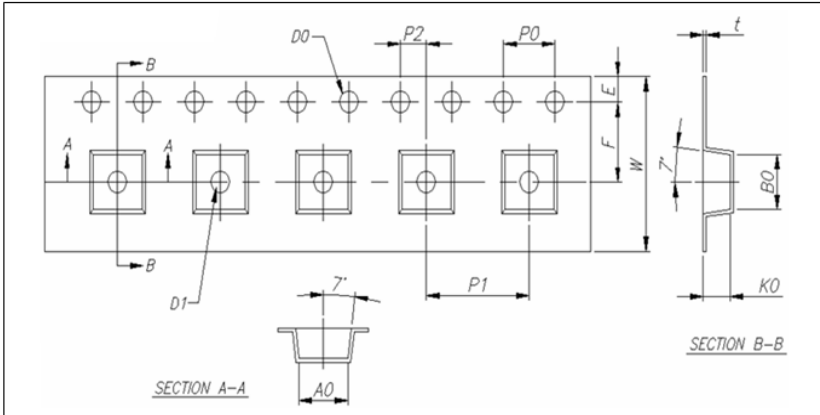 t
D0
P2
P0
B
E
A
A
F
W
7°
B0
B
D1
P1
7°
K0
SECTION B-B
SECTION A-A
A0